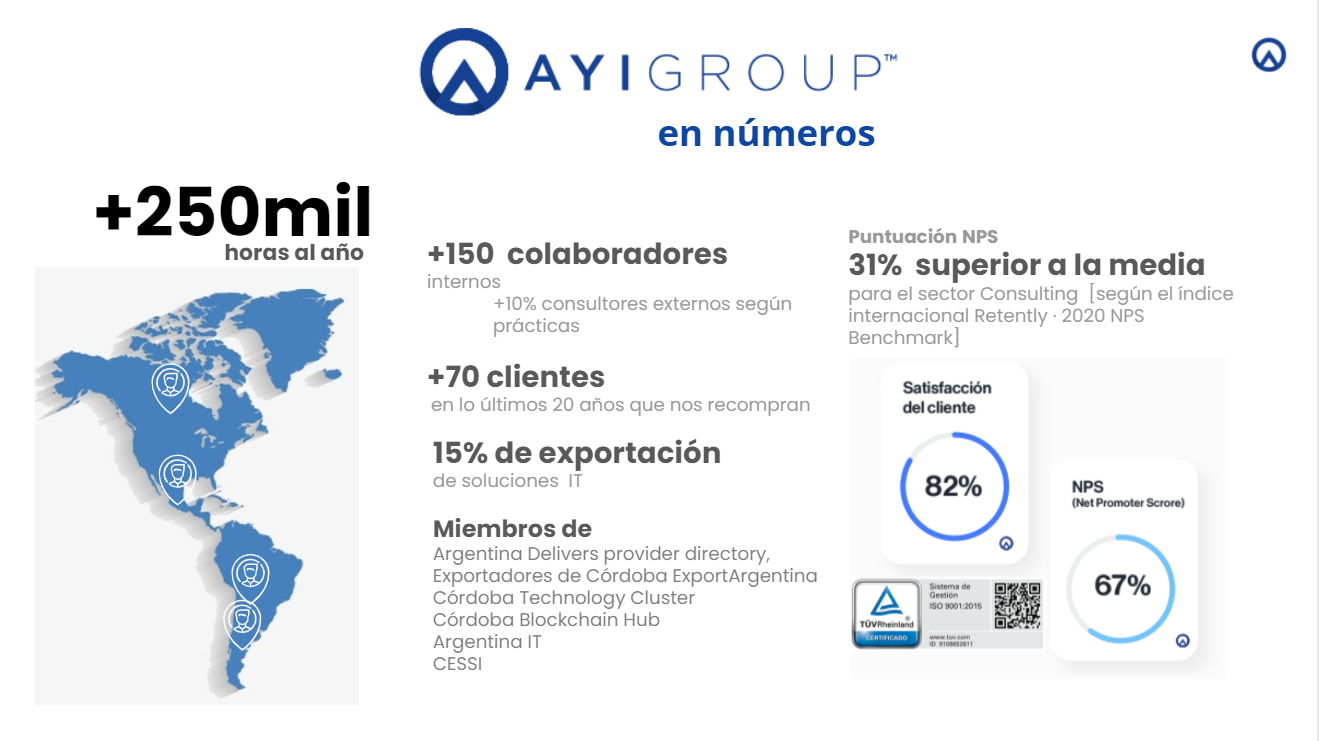 AYIGROUP™
en números
+250mil
horas al año
+150 colaboradores
internos
+10% consultores externos según
prácticas
+70 clientes
en lo últimos 20 años que nos recompran
15% de exportación
de soluciones IT
Miembros de
Argentina Delivers provider directory,
Exportadores de Córdoba ExportArgentina
Córdoba Technology Cluster
Córdoba Blockchain Hub
Argentina IT
CESSI
Puntuación NPS
31% superior a la media
para el sector Consulting [según el índice
internacional Retently · 2020 NPS
Benchmark]
Satisfacción
del cliente
82%
NPS
(Net Promoter Scrore)
67%
TÜVRheinland®
CERTIFICADO
Sistema de
Gestión
ISO 9001:2015
www.tuv.com
ID 9108652811